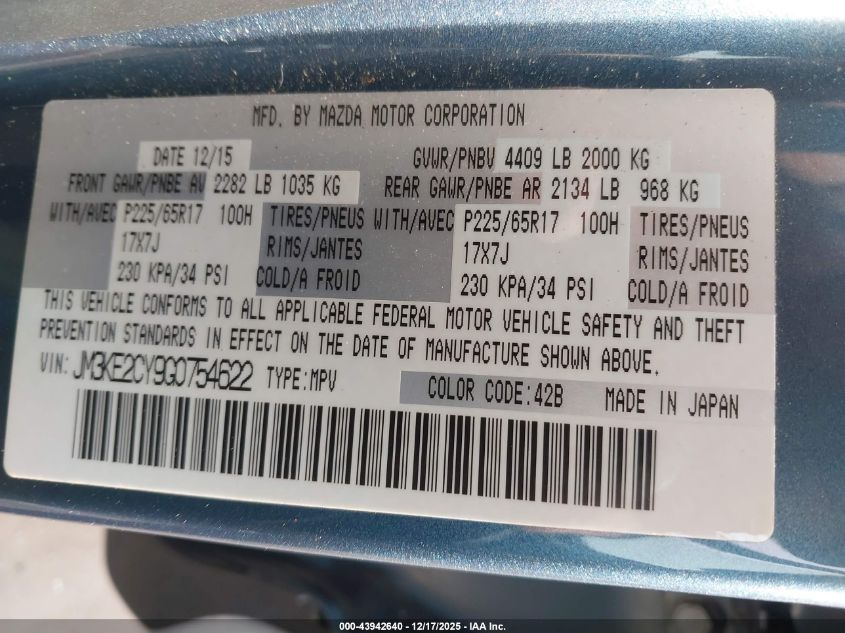 MFD. BY MAZDA MOTOR CORPORATION
DATE 12/15 GVWR/PNBV 4409 LB 2000 KG
FRONT GAWR/PNBE AV 2282 LB 1035 KG REAR GAWR/PNBE AR 2134 LB 968 KG
WITH/AVEC P225/65R17 100H TIRES/PNEUS WITH/AVEC P225/65R17 100H TIRES/PNEUS
17X7J RIMS/JANTES 17X7J RIMS/JANTES
230 KPA/34 PSI COLD/A FROID 230 KPA/34 PSI COLD/A FROID
THIS VEHICLE CONFORMS TO ALL APPLICABLE FEDERAL MOTOR VEHICLE SAFETY AND THEFT
PREVENTION STANDARDS IN EFFECT ON THE DATE OF MANUFACTURE SHOWN ABOVE.
VIN: JM3KE2CY9G0754622 TYPE:MPV COLOR CODE:42B MADE IN JAPAN
000-43942640 - 12/17/2025 - IAA Inc.